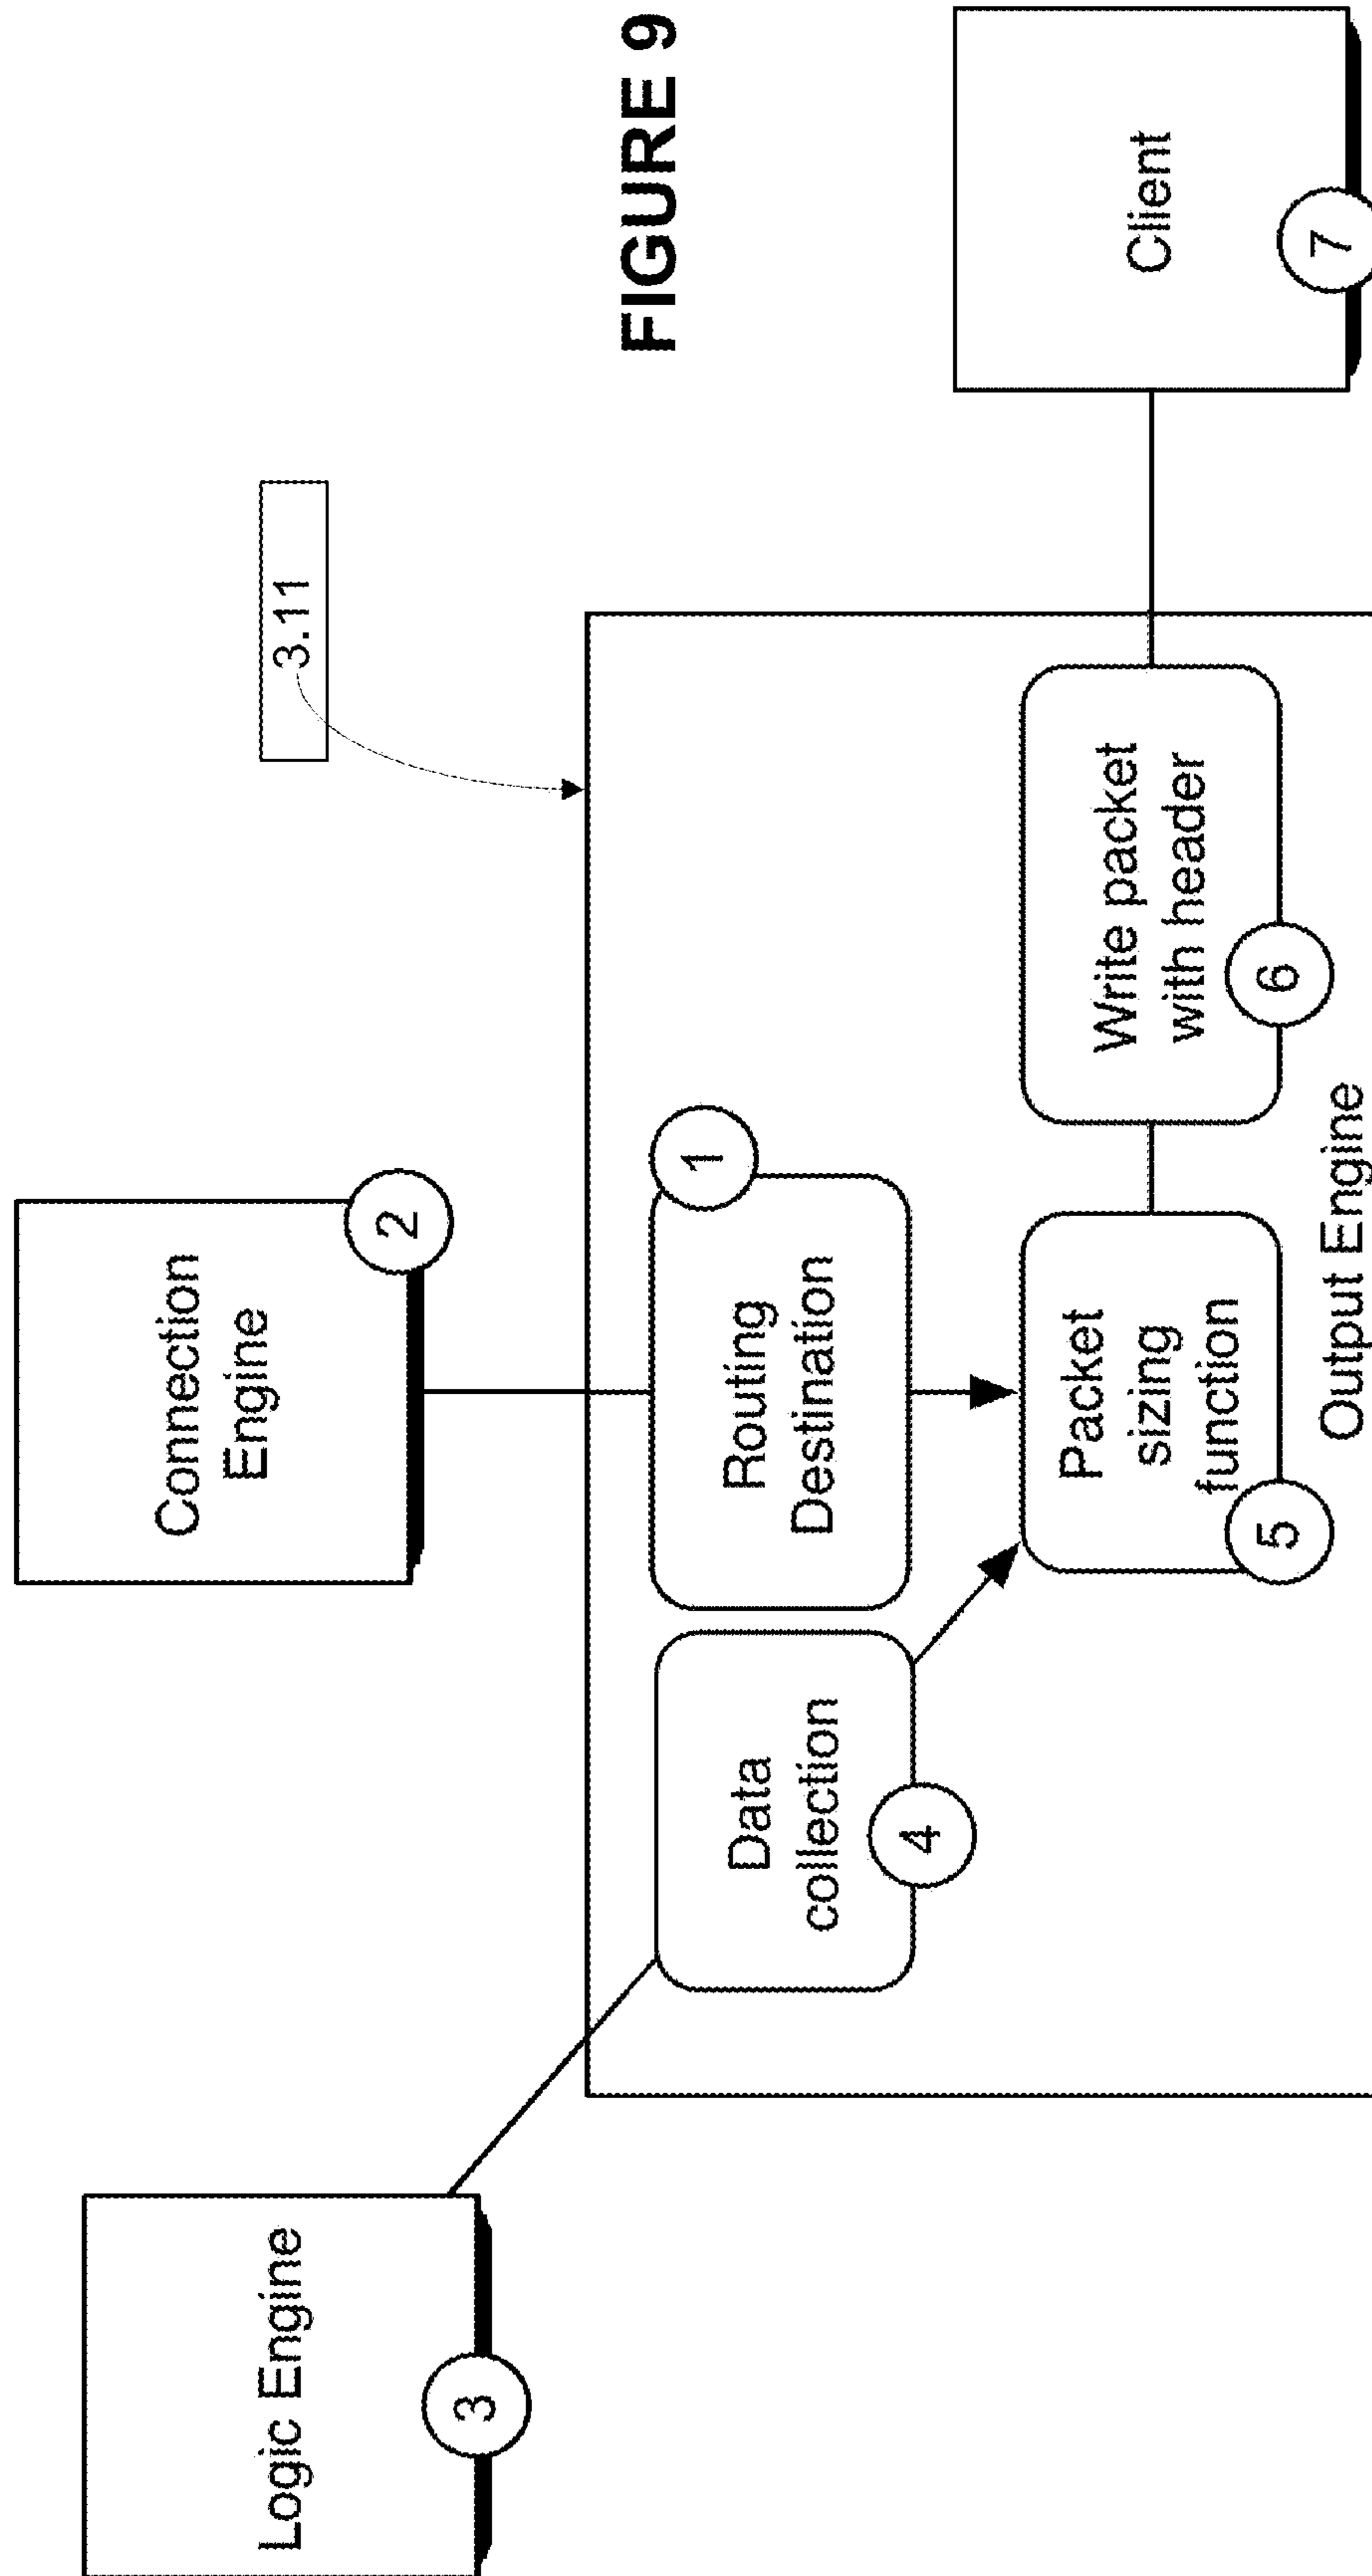 FIGURE 9
3.11
Connection
Engine
2
Logic Engine
3
Data
collection
4
Routing
Destination
1
Packet
sizing
function
5
Write packet
with header
6
Output Engine
Client
7